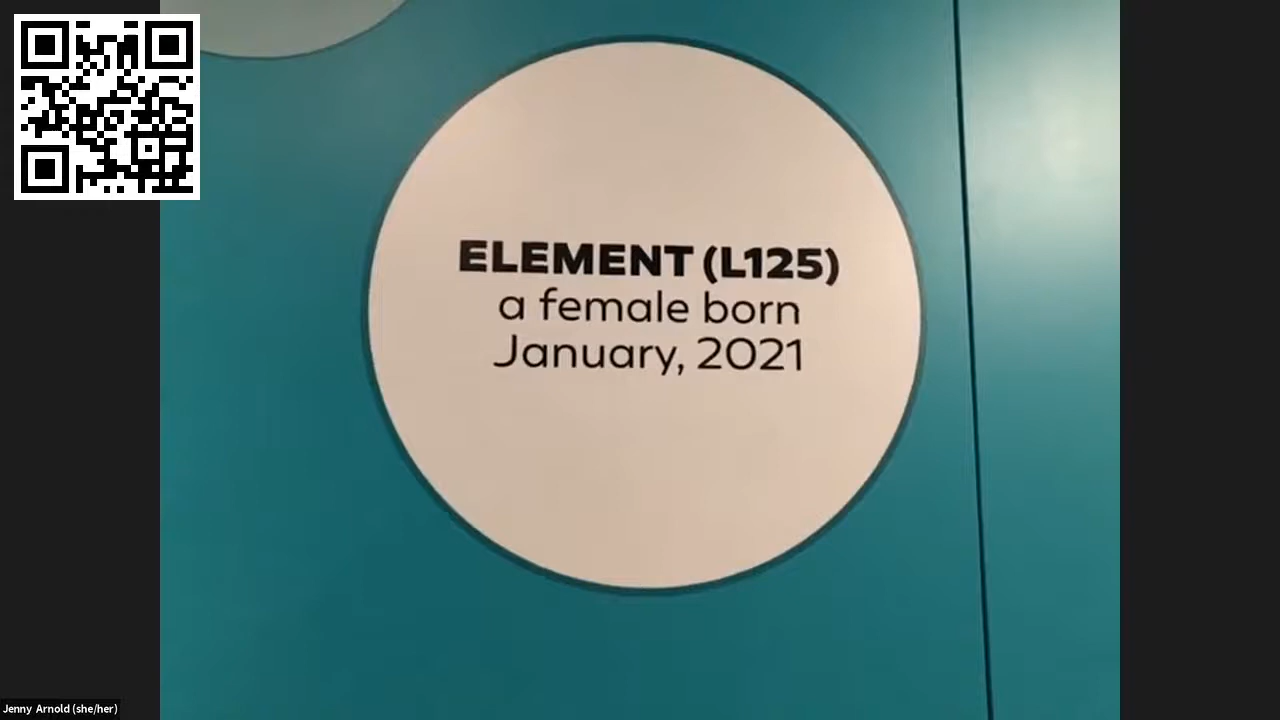 ELEMENT (L125)
a female born
January, 2021
Jenny Arnold (she/her)